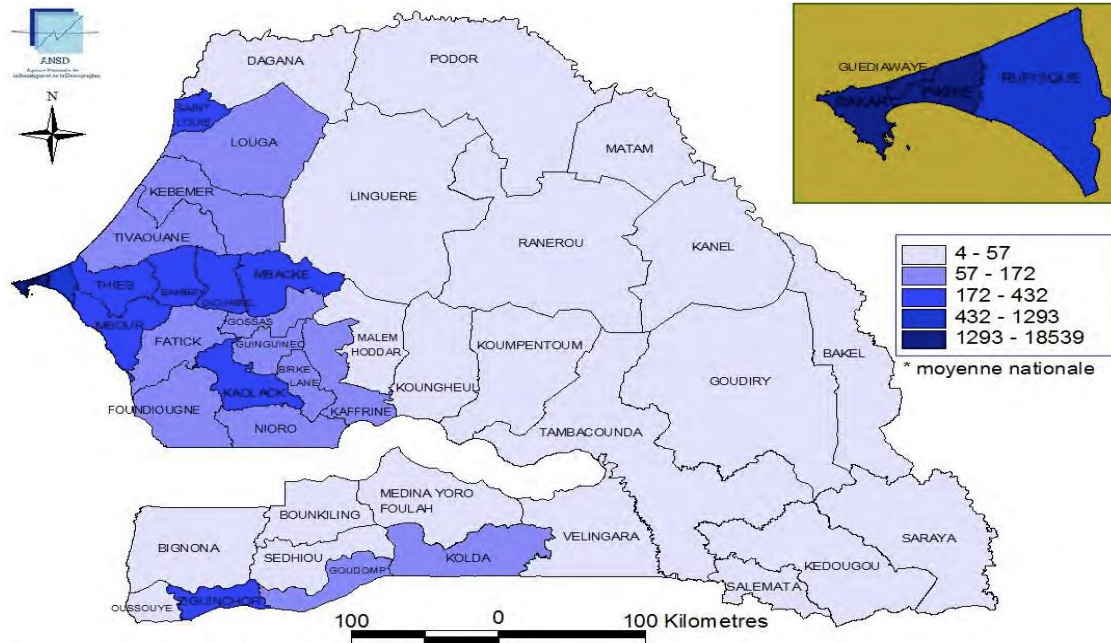 ANSD
N
DAGANA
PODOR
GUEDIAWAYE
PIKINE
RUFISQUE
DAKAR
SAINT
LOUIS
LOUGA
MATAM
KEBEMER
LINGUERE
TIVAOUANE
RANEROU
KANEL
4 - 57
57 - 172
172 - 432
432 - 1293
1293 - 18539
* moyenne nationale
THIES
BAMBEY
DIOURBEL
MBACKE
MBOUR
GOSSAS
FATICK
GUINGUINEO
MALEM
HODDAR
KOUMPENTOUM
BAKEL
BIRKE
LANE
KAOLACK
KOUNGHEUL
GOUDIRY
FOUNDIOUGNE
KAFFRINE
NIORO
TAMBACOUNDA
MEDINA YORO
FOULAH
BOUNKILING
BIGNONA
SEDHIOU
KOLDA
VELINGARA
SARAYA
GOUDOMP
KEDOUGOU
SALEMATA
OUSSOUYE
ZIGUINCHOR
100 0 100 Kilometres